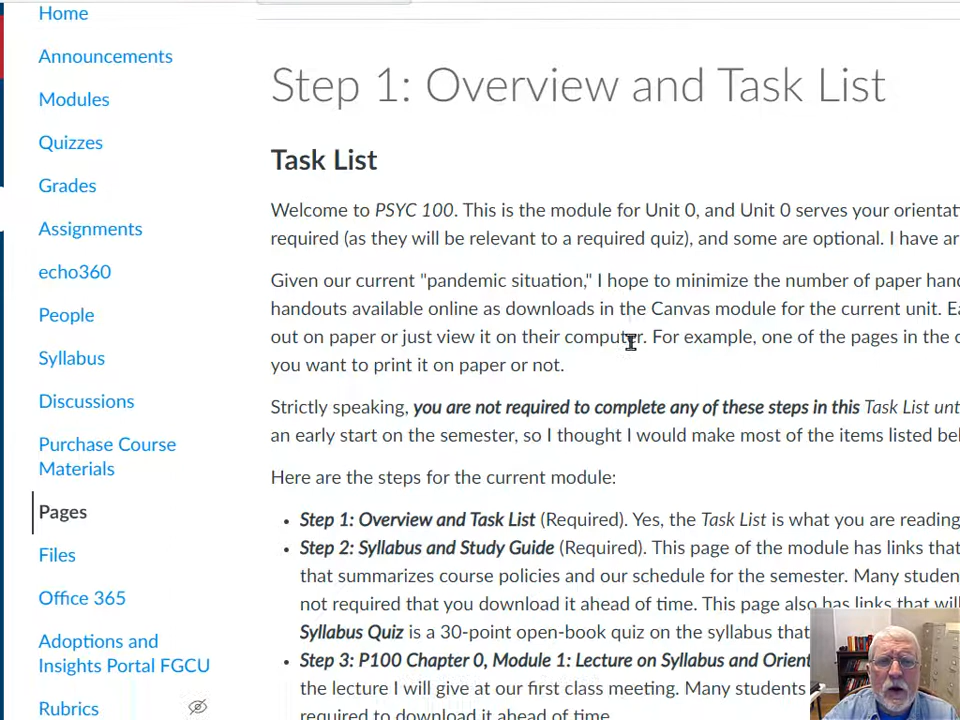 Home
Announcements
Modules
Quizzes
Grades
Assignments
echo360
People
Syllabus
Discussions
Purchase Course
Materials
Pages
Files
Office 365
Adoptions and
Insights Portal FGCU
Rubrics
Step 1: Overview and Task List
Task List
Welcome to PSYC 100. This is the module for Unit 0, and Unit 0 serves your
required (as they will be relevant to a required quiz), and some are optional. I have
Given our current "pandemic situation," I hope to minimize the number of paper
handouts available online as downloads in the Canvas module for the current unit.
out on paper or just view it on their computer. For example, one of the pages in the
you want to print it on paper or not.
Strictly speaking, you are not required to complete any of these steps in this Task List
an early start on the semester, so I thought I would make most of the items listed
Here are the steps for the current module:
• Step 1: Overview and Task List (Required). Yes, the Task List is what you are reading
• Step 2: Syllabus and Study Guide (Required). This page of the module has links
that summarizes course policies and our schedule for the semester. Many
not required that you download it ahead of time. This page also has links that
Syllabus Quiz is a 30-point open-book quiz on the syllabus
• Step 3: P100 Chapter 0, Module 1: Lecture on Syllabus and
the lecture I will give at our first class meeting. Many students
required to download it ahead of time.